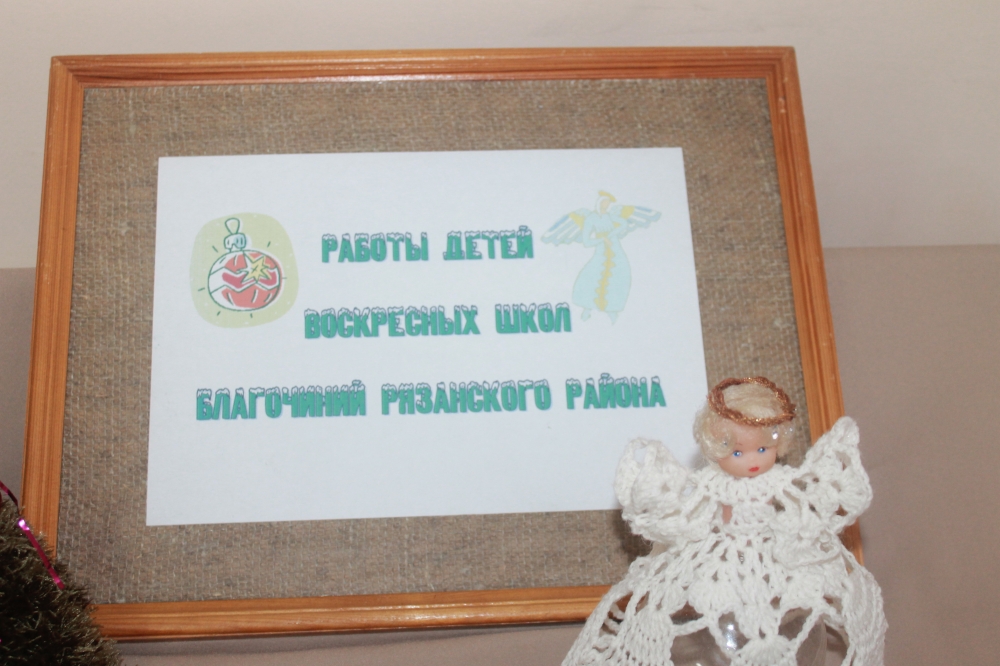 РАБОТЫ ДЕТЕЙ
ВОСКРЕСНЫХ ШКОЛ
БЛАГОЧИНИЙ РЯЗАНСКОГО РАЙОНА